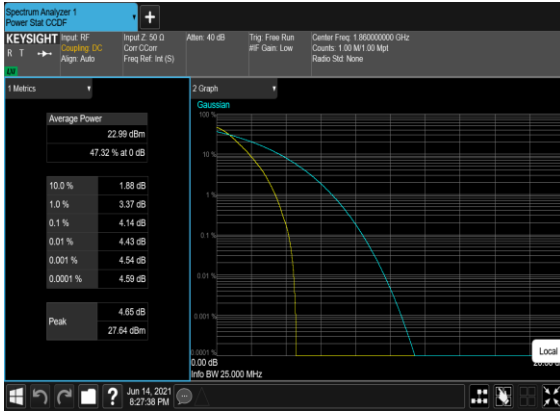 Spectrum Analyzer 1
Power Stat CCDF
KEYSIGHT
R T
Input: RF
Coupling: DC
Align: Auto
Input Z: 50 Ω
Corr CCorr
Freq Ref: Int (S)
Atten: 40 dB
Trig: Free Run
#IF Gain: Low
Center Freq: 1.860000000 GHz
Counts: 1.00 M/1.00 Mpt
Radio Std: None
1 Metrics
Average Power
22.99 dBm
47.32 % at 0 dB
10.0 % 1.88 dB
1.0 % 3.37 dB
0.1 % 4.14 dB
0.01 % 4.43 dB
0.001 % 4.54 dB
0.0001 % 4.59 dB
Peak
4.65 dB
27.64 dBm
2 Graph
Gaussian
100 %
10 %
1 %
0.1 %
0.01 %
0.001 %
0.0001 %
0.00 dB
Info BW 25.000 MHz
Local
Jun 14, 2021
8:27:38 PM